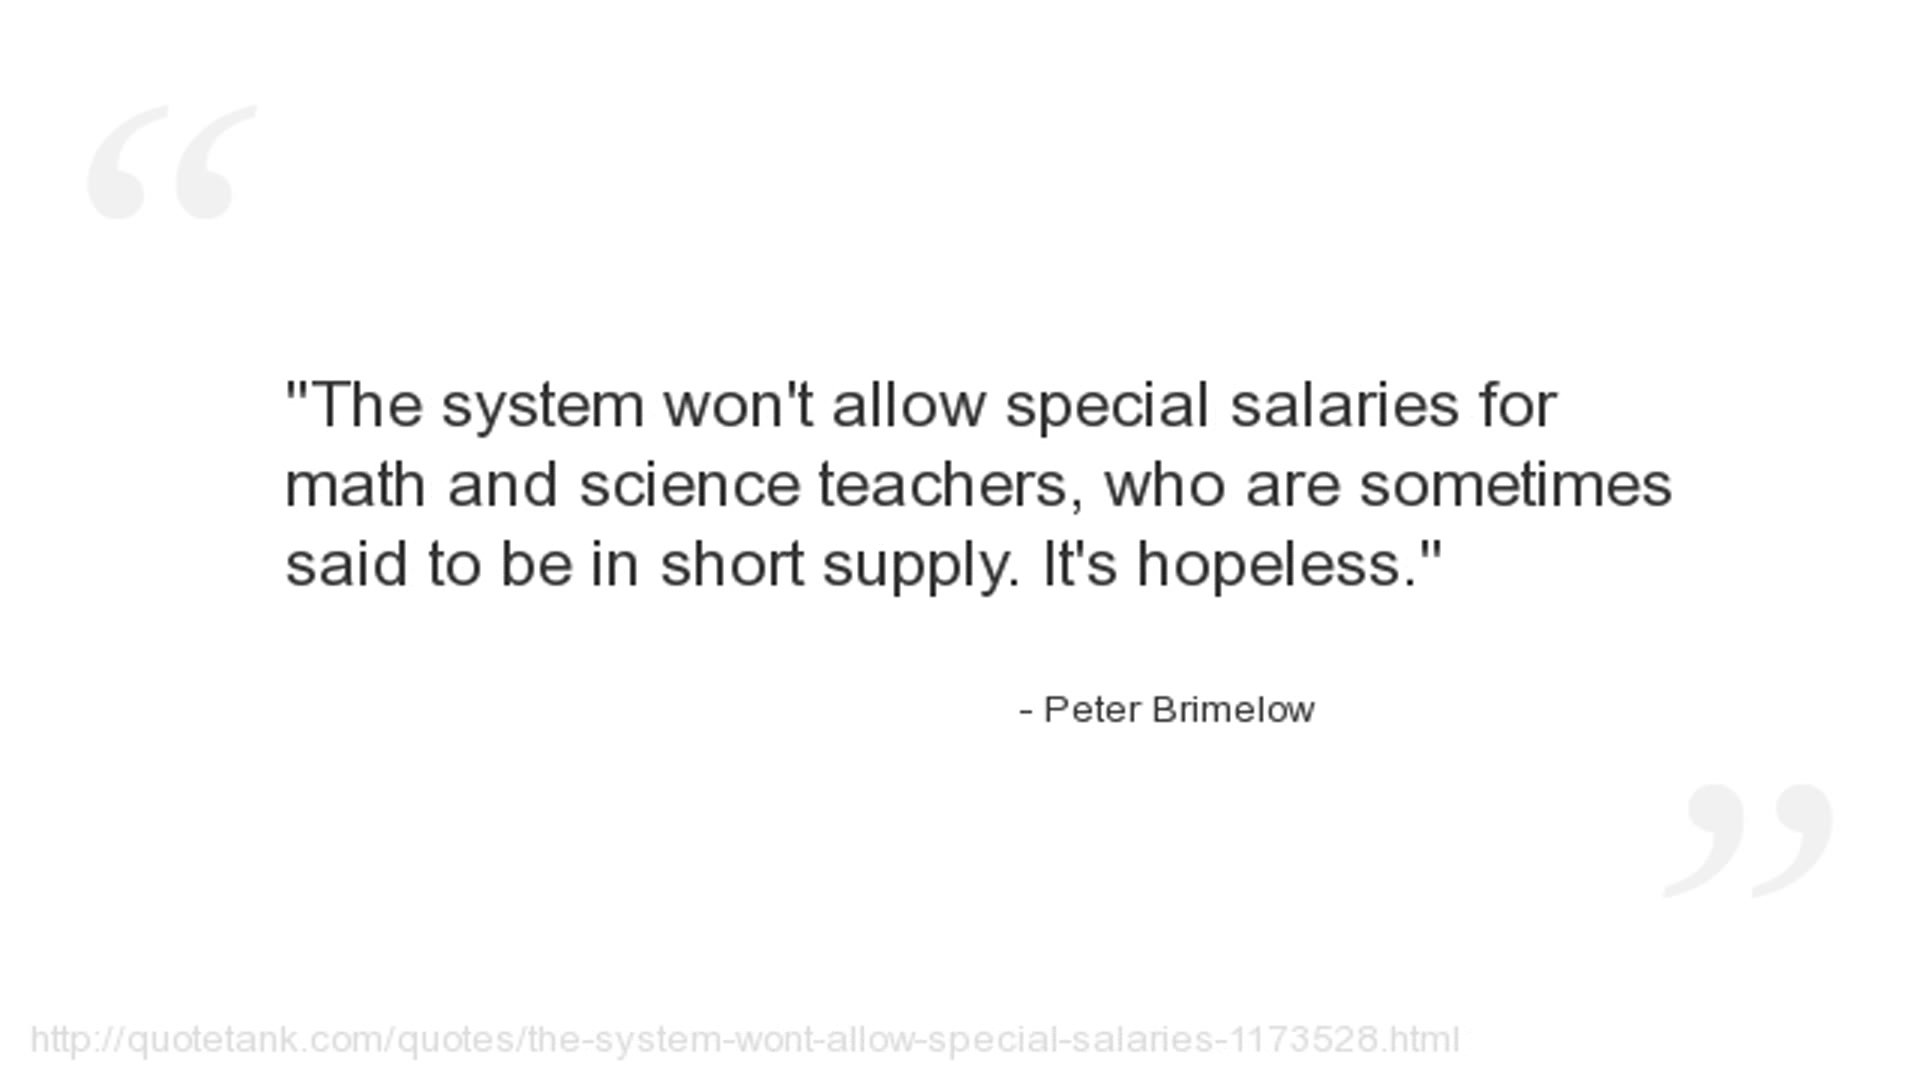 "The system won't allow special salaries for
math and science teachers, who are sometimes
said to be in short supply. It's hopeless."
- Peter Brimelow
http://quotetank.com/quotes/the-system-wont-allow-special-salaries-1173528.html